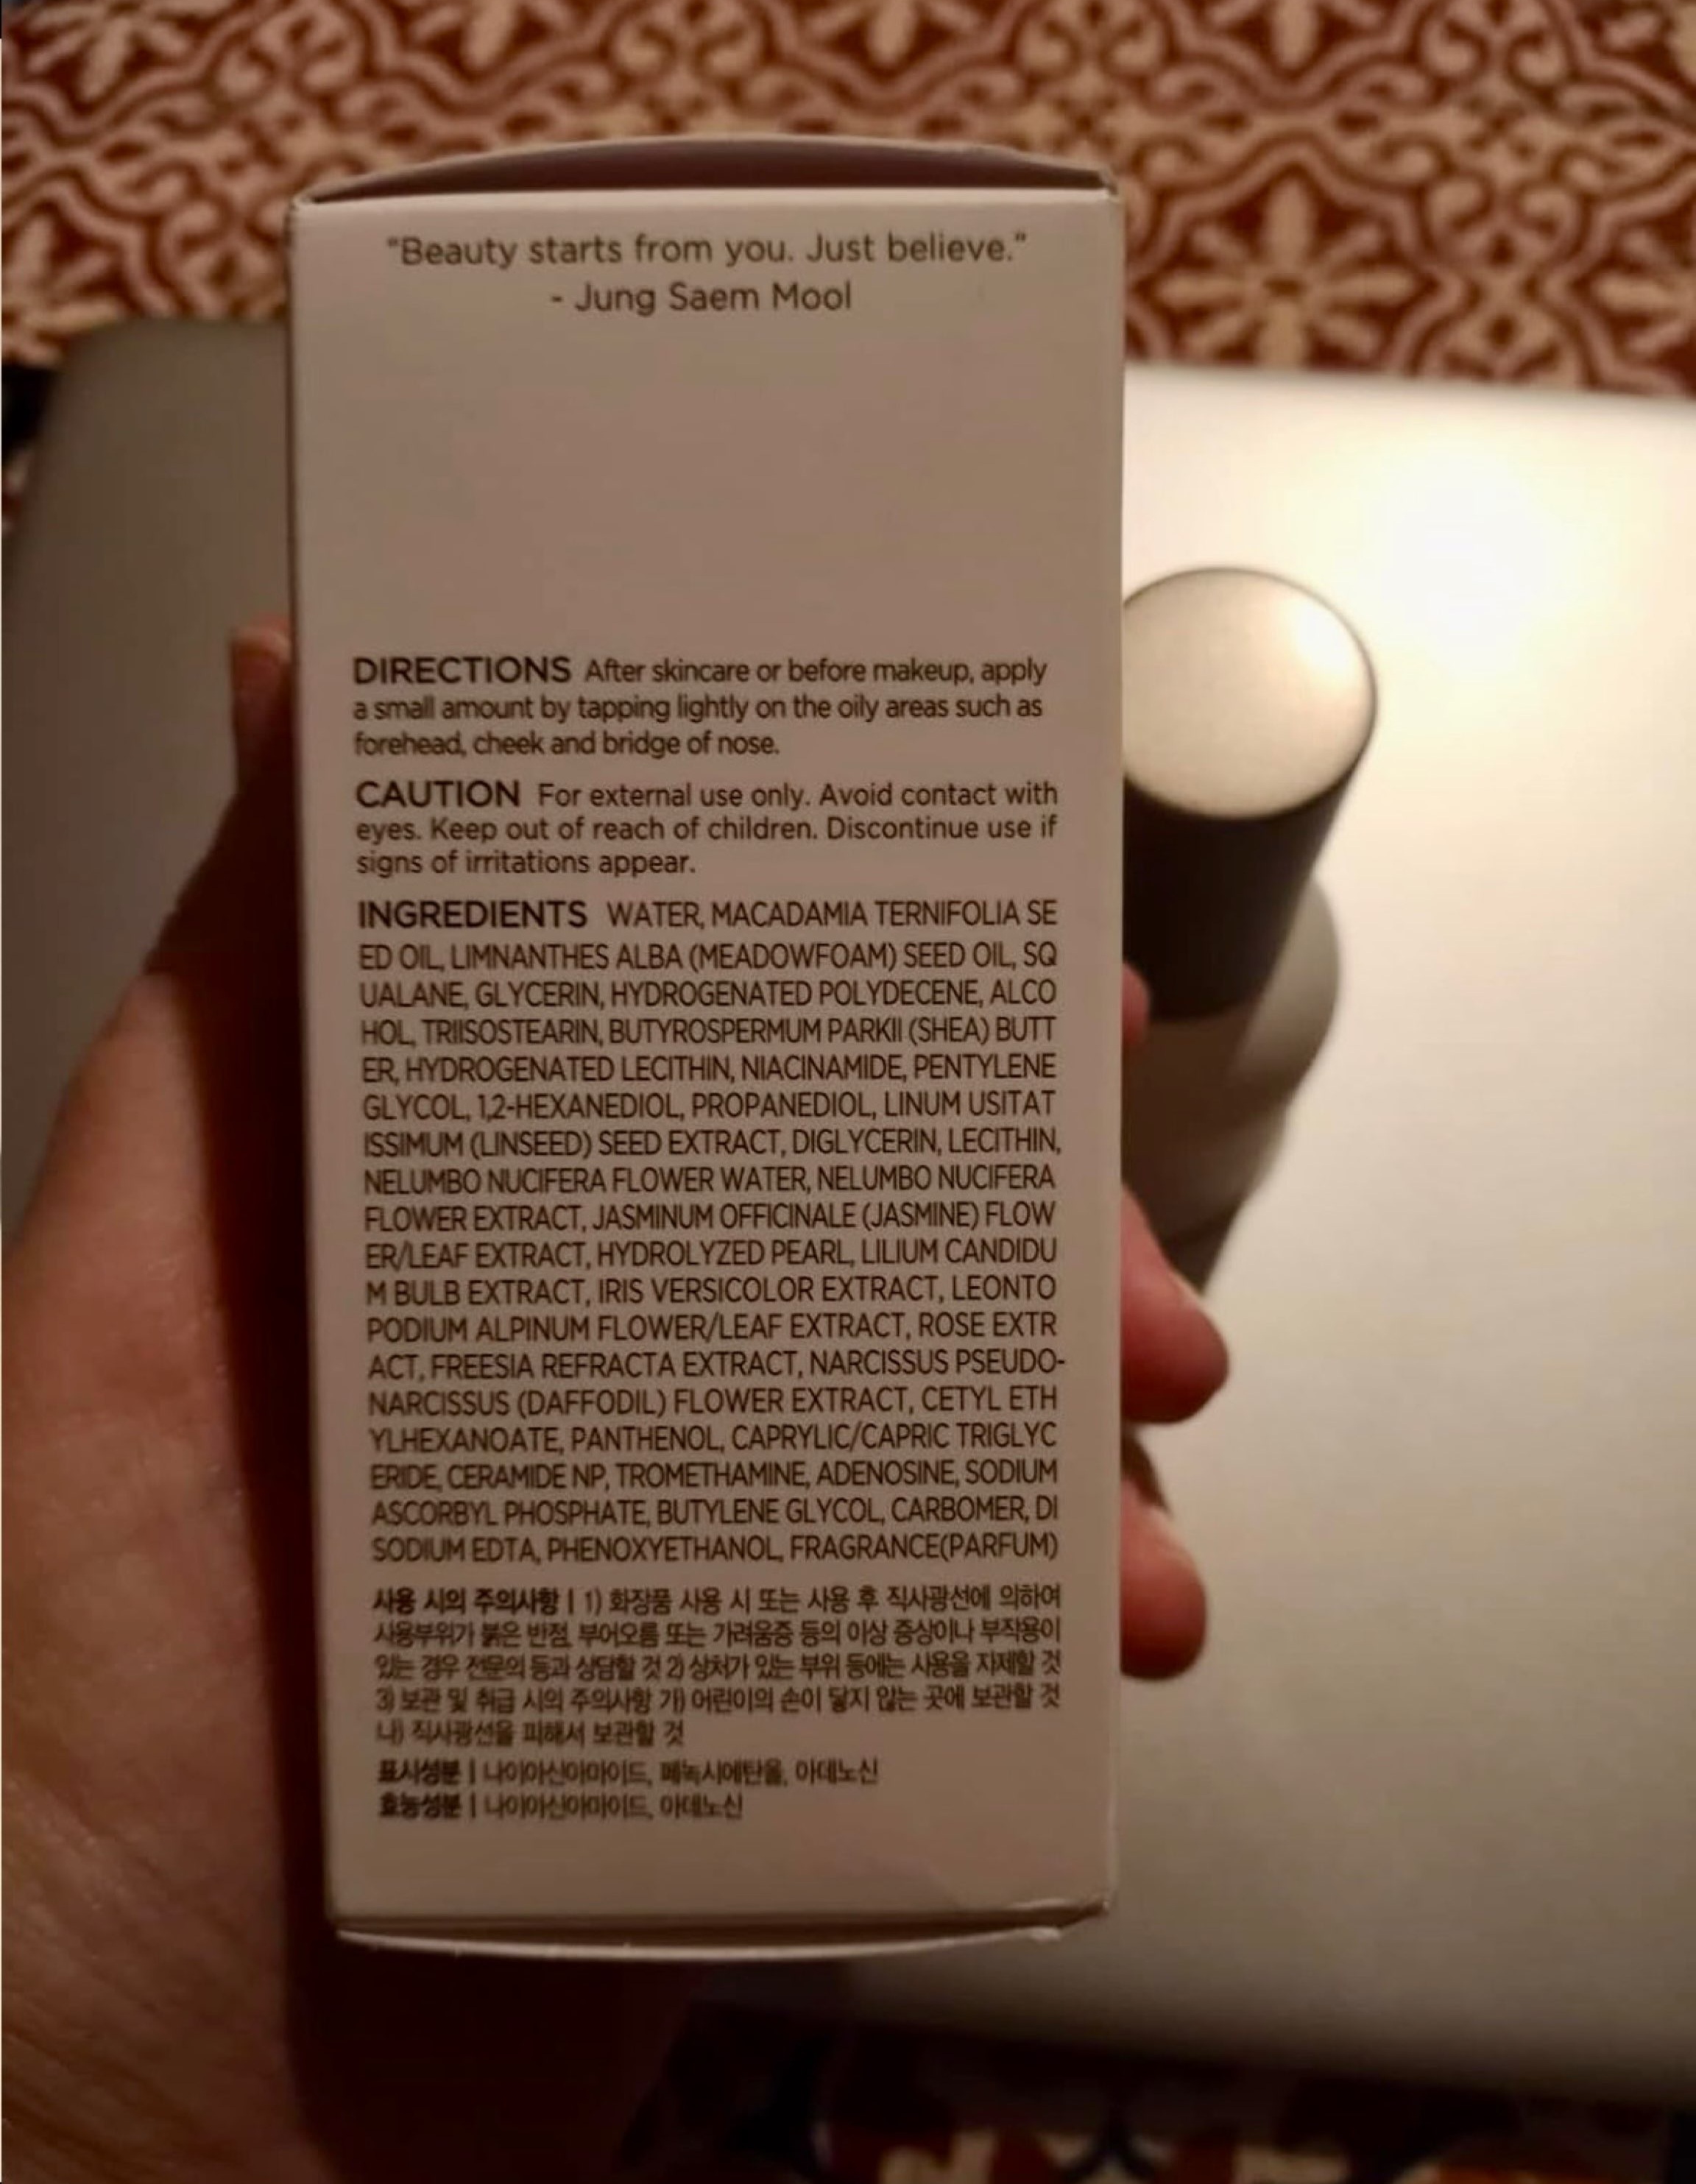 "Beauty starts from you. Just believe."
- Jung Saem Mool
DIRECTIONS After skincare or before makeup, apply
a small amount by tapping lightly on the oily areas such as
forehead, cheek and bridge of nose.
CAUTION For external use only. Avoid contact with
eyes. Keep out of reach of children. Discontinue use if
signs of irritations appear.
INGREDIENTS WATER, MACADAMIA TERNIFOLIA SE
ED OIL, LIMNANTHES ALBA (MEADOWFOAM) SEED OIL, SQ
UALANE, GLYCERIN, HYDROGENATED POLYDECENE, ALCO
HOL, TRIISOSTEARIN, BUTYROSPERMUM PARKII (SHEA) BUTT
ER, HYDROGENATED LECITHIN, NIACINAMIDE, PENTYLENE
GLYCOL, 1,2-HEXANEDIOL, PROPANEDIOL, LINUM USITAT
ISSIMUM (LINSEED) SEED EXTRACT, DIGLYCERIN, LECITHIN,
NELUMBO NUCIFERA FLOWER WATER, NELUMBO NUCIFERA
FLOWER EXTRACT, JASMINUM OFFICINALE (JASMINE) FLOW
ER/LEAF EXTRACT, HYDROLYZED PEARL, LILIUM CANDIDU
M BULB EXTRACT, IRIS VERSICOLOR EXTRACT, LEONTO
PODIUM ALPINUM FLOWER/LEAF EXTRACT, ROSE EXTR
ACT, FREESIA REFRACTA EXTRACT, NARCISSUS PSEUDO-
NARCISSUS (DAFFODIL) FLOWER EXTRACT, CETYL ETH
YLHEXANOATE, PANTHENOL, CAPRYLIC/CAPRIC TRIGLYC
ERIDE, CERAMIDE NP, TROMETHAMINE, ADENOSINE, SODIUM
ASCORBYL PHOSPHATE, BUTYLENE GLYCOL, CARBOMER, DI
SODIUM EDTA, PHENOXYETHANOL, FRAGRANCE(PARFUM)
사용 시의 주의사항 | 1) 화장품 사용 시 또는 사용 후 직사광선에 의하여
사용부위가 붉은 반점, 부어오름 또는 가려움증 등의 이상 증상이나 부작용이
있는 경우 전문의 등과 상담할 것 2) 상처가 있는 부위 등에는 사용을 자제할 것
3) 보관 및 취급 시의 주의사항 가) 어린이의 손이 닿지 않는 곳에 보관할 것
나) 직사광선을 피해서 보관할 것
표시성분 | 나이아신아마이드, 페녹시에탄올, 아데노신
효능성분 | 나이아신아마이드, 아데노신